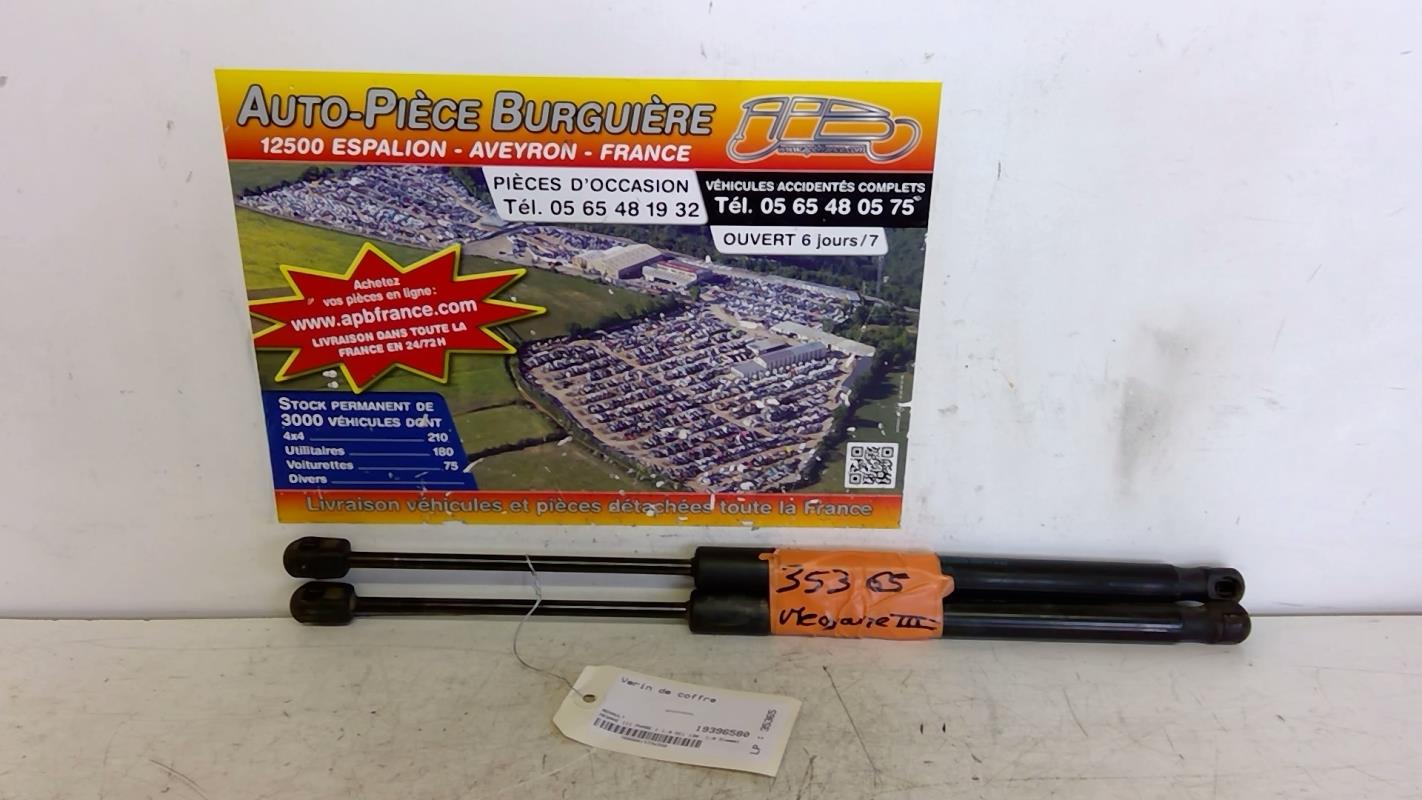 AUTO-PIÈCE BURGUIÈRE
12500 ESPALION - AVEYRON - FRANCE
PIÈCES D'OCCASION
Tél. 05 65 48 19 32
VÉHICULES ACCIDENTÉS COMPLETS
Tél. 05 65 48 05 75
OUVERT 6 jours/7
Achetez
vos pièces en ligne:
www.apbfrance.com
LIVRAISON DANS TOUTE LA
FRANCE EN 24/72H
STOCK PERMANENT DE
3000 VÉHICULES DONT
4x4 210
Utilitaires 180
Voiturettes 75
Divers
Livraison véhicules et pièces détachées toute la France
353 65
Megane III
Verin de coffre
19396580
LP : 35365